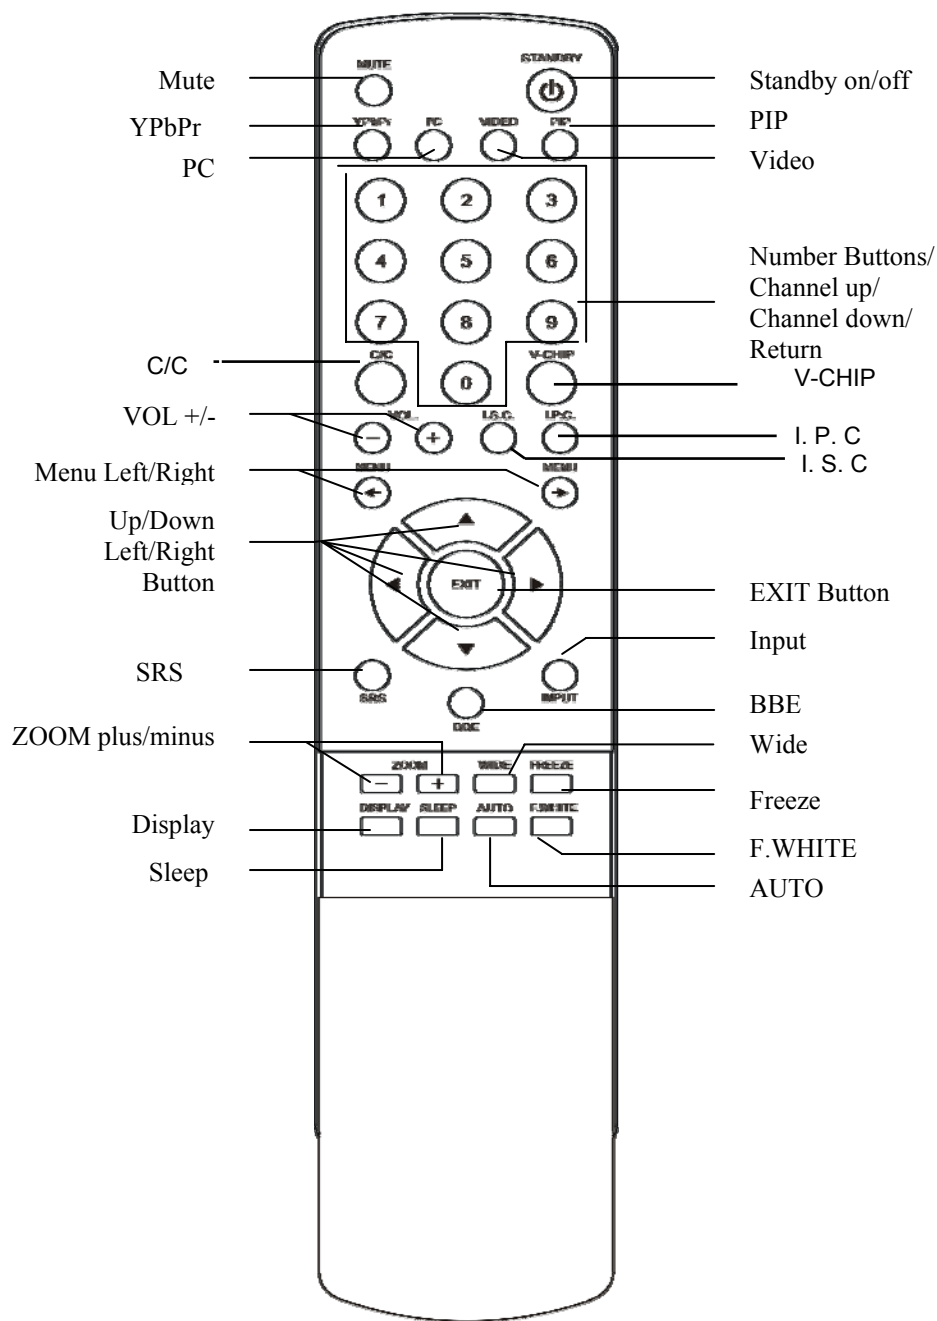 Mute
YPbPr
PC
C/C
VOL +/-
Menu Left/Right
Up/Down
Left/Right
Button
SRS
ZOOM plus/minus
Display
Sleep
MUTE
STANDBY
YPbPr
PC
VIDEO
PIP
1
2
3
4
5
6
7
8
9
C/C
V-CHIP
0
VOL.
I.S.C.
I.P.C.
−
+
MENU
MENU
EXIT
SRS
INPUT
BBE
ZOOM
WIDE
FREEZE
−
+
DISPLAY
SLEEP
AUTO
F.WHITE
Standby on/off
PIP
Video
Number Buttons/
Channel up/
Channel down/
Return
V-CHIP
I. P. C
I. S. C
EXIT Button
Input
BBE
Wide
Freeze
F.WHITE
AUTO